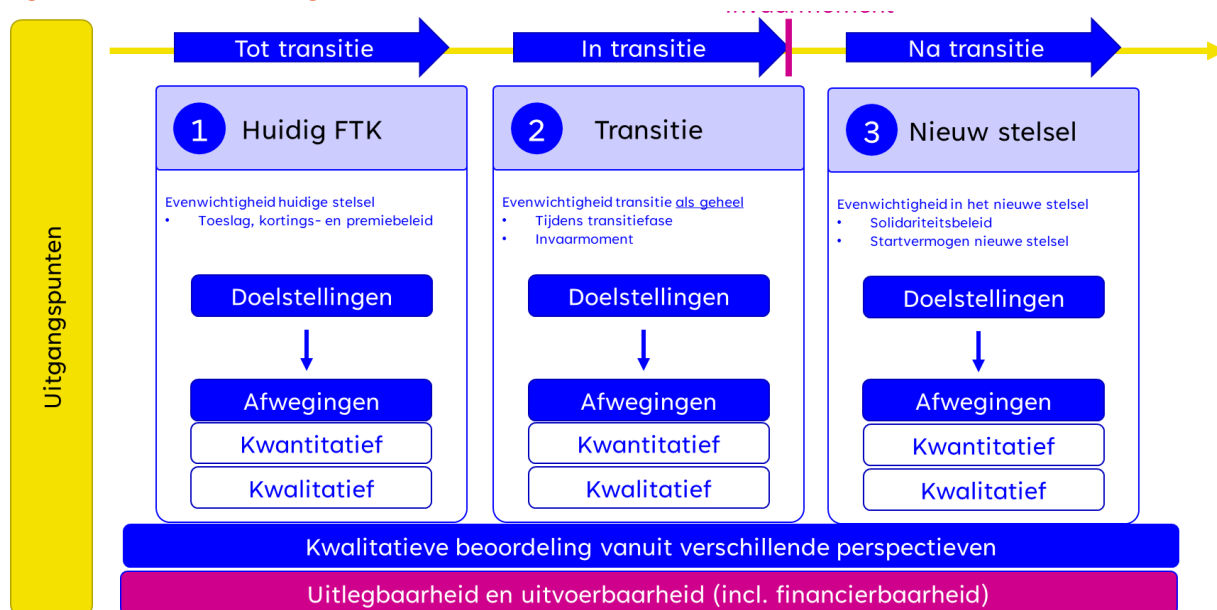 Invaarmoment
Tot transitie
In transitie
Na transitie
Uitgangspunten
1 Huidig FTK
Evenwichtigheid huidige stelsel
• Toeslag, kortings- en premiebeleid
Doelstellingen
Afwegingen
Kwantitatief
Kwalitatief
2 Transitie
Evenwichtigheid transitie als geheel
• Tijdens transitiefase
• Invaarmoment
Doelstellingen
Afwegingen
Kwantitatief
Kwalitatief
3 Nieuw stelsel
Evenwichtigheid in het nieuwe stelsel
• Solidariteitsbeleid
• Startvermogen nieuwe stelsel
Doelstellingen
Afwegingen
Kwantitatief
Kwalitatief
Kwalitatieve beoordeling vanuit verschillende perspectieven
Uitlegbaarheid en uitvoerbaarheid (incl. financierbaarheid)